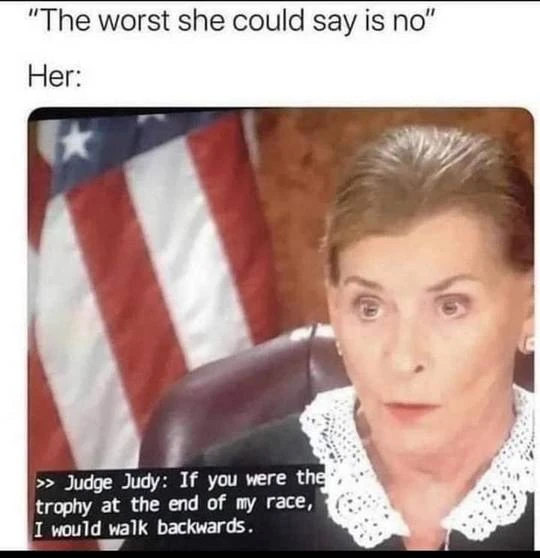 "The worst she could say is no"
Her:
>> Judge Judy: If you were the
trophy at the end of my race,
I would walk backwards.